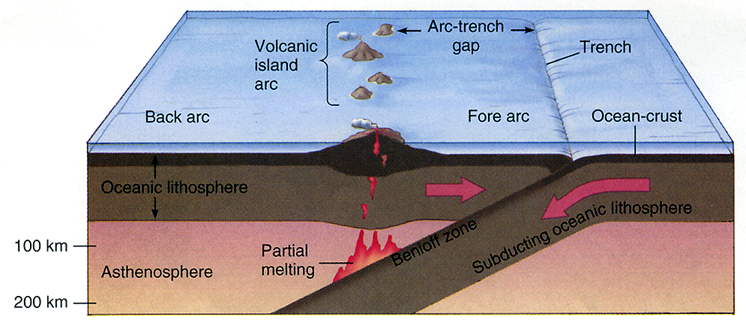 Arc-trench
gap
Volcanic
island
arc
Trench
Back arc
Fore arc
Ocean-crust
Oceanic lithosphere
Subducting oceanic lithosphere
Benioff zone
100 km
Partial
melting
Asthenosphere
200 km